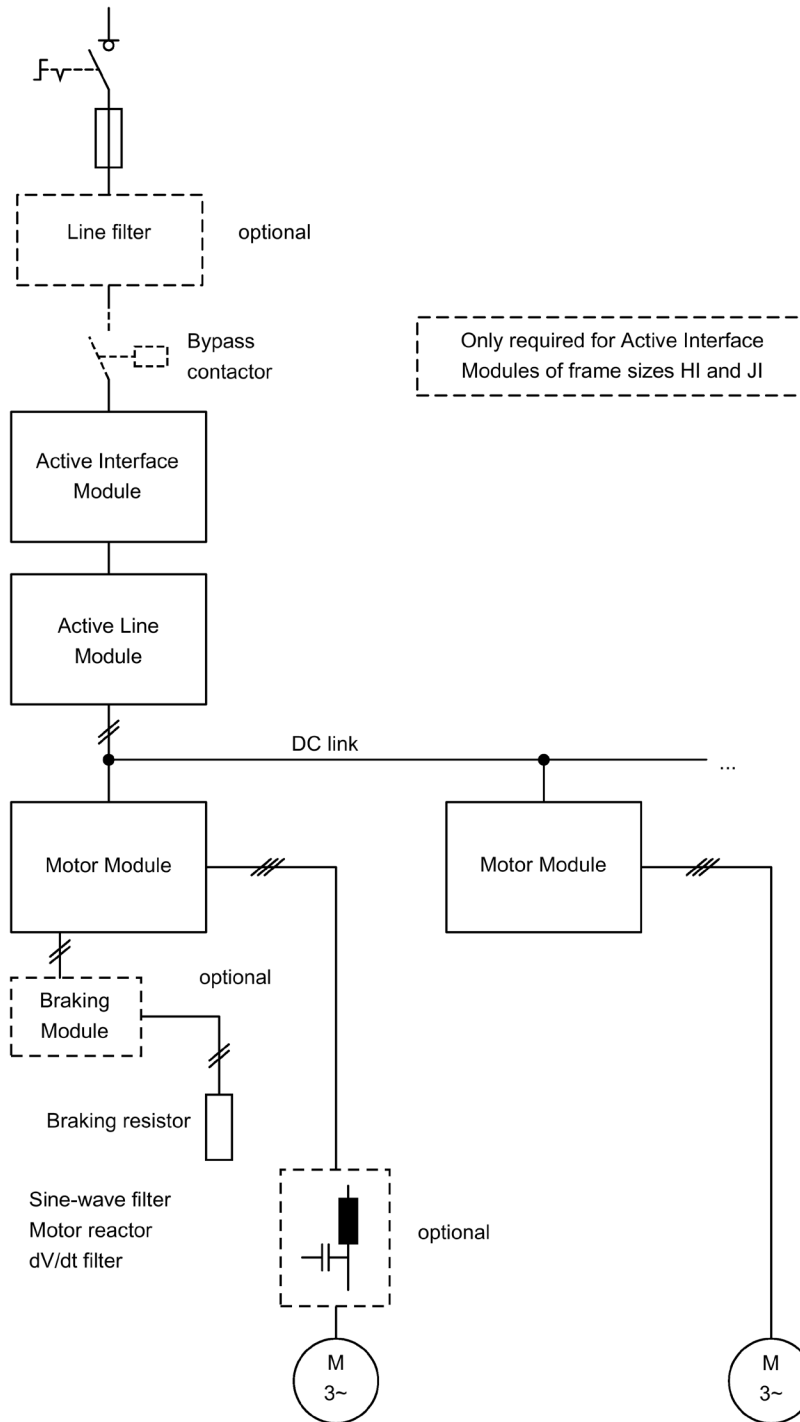 Line filter
optional
Bypass
contactor
Only required for Active Interface
Modules of frame sizes HI and JI
Active Interface
Module
Active Line
Module
DC link
...
Motor Module
Motor Module
optional
Braking
Module
Braking resistor
Sine-wave filter
Motor reactor
dV/dt filter
optional
M
3~
M
3~